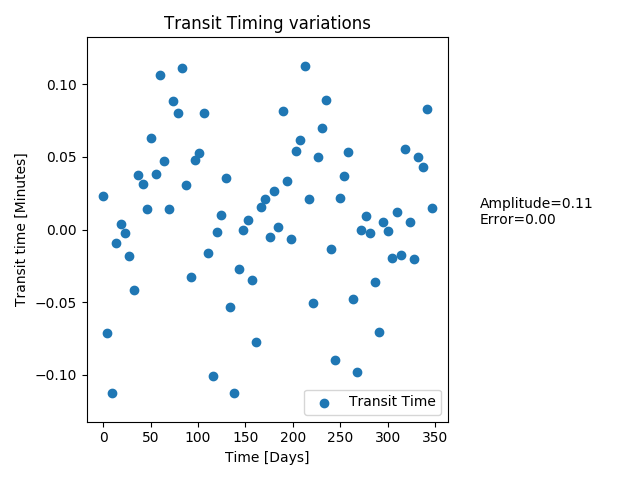 Transit Timing variations
Transit time [Minutes]
0.10
0.05
0.00
−0.05
−0.10
Amplitude=0.11
Error=0.00
Transit Time
0 50 100 150 200 250 300 350
Time [Days]